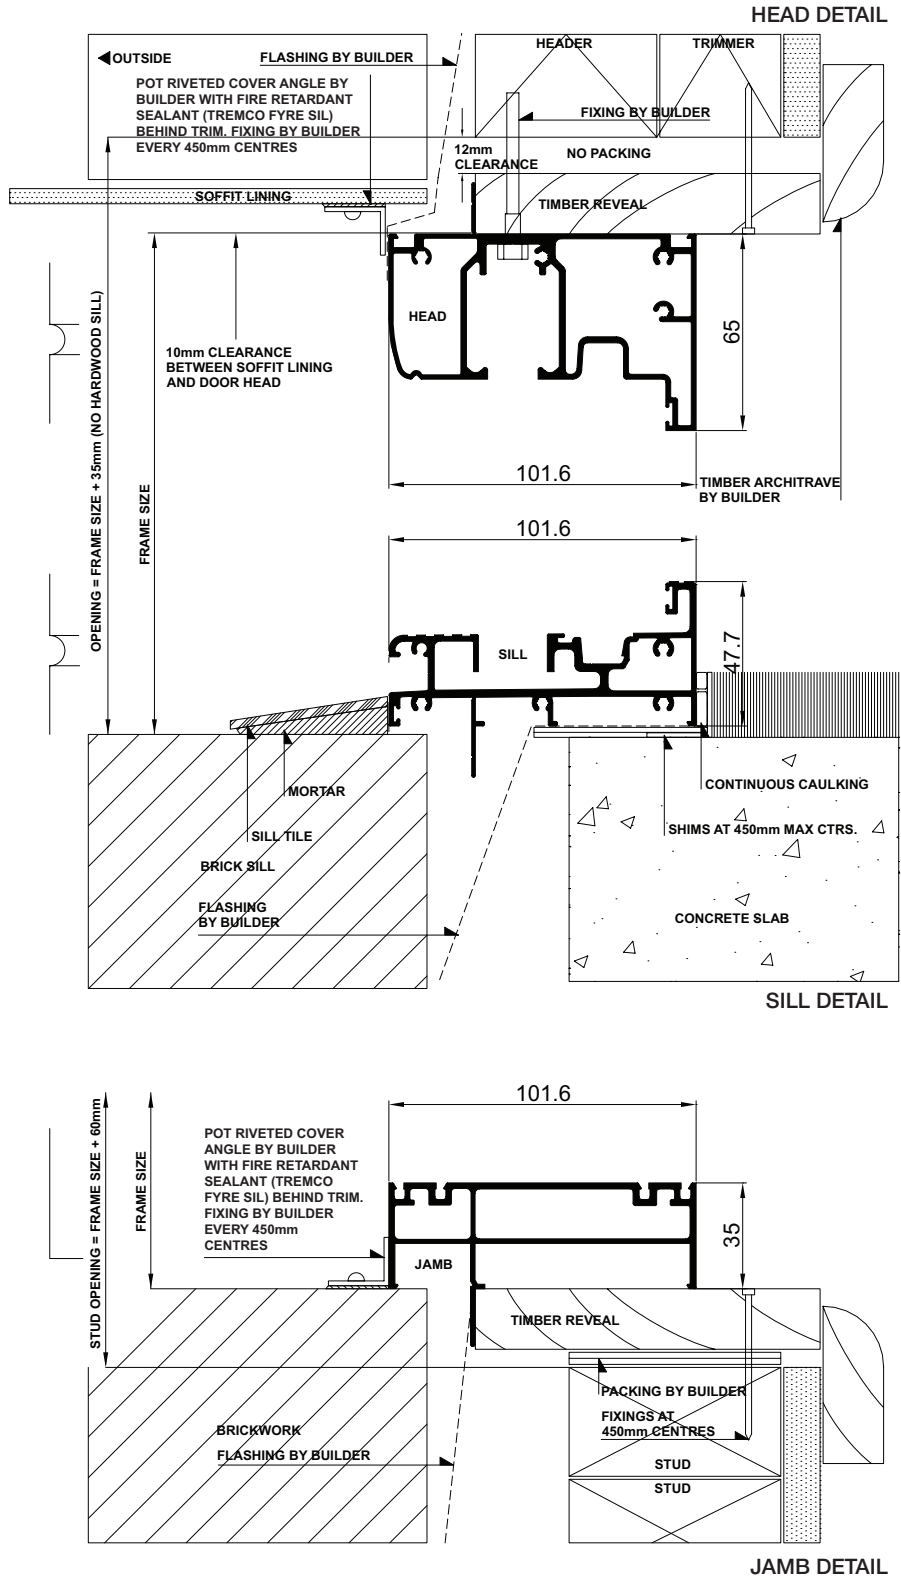 HEAD DETAIL
OUTSIDE
FLASHING BY BUILDER
HEADER
TRIMMER
POT RIVETED COVER ANGLE BY
BUILDER WITH FIRE RETARDANT
SEALANT (TREMCO FYRE SIL)
BEHIND TRIM. FIXING BY BUILDER
EVERY 450mm CENTRES
FIXING BY BUILDER
12mm
CLEARANCE
NO PACKING
SOFFIT LINING
TIMBER REVEAL
HEAD
65
10mm CLEARANCE
BETWEEN SOFFIT LINING
AND DOOR HEAD
OPENING = FRAME SIZE + 35mm (NO HARDWOOD SILL)
FRAME SIZE
101.6
TIMBER ARCHITRAVE
BY BUILDER
101.6
SILL
47.7
MORTAR
SILL TILE
BRICK SILL
FLASHING
BY BUILDER
CONTINUOUS CAULKING
SHIMS AT 450mm MAX CTRS.
CONCRETE SLAB
SILL DETAIL
101.6
STUD OPENING = FRAME SIZE + 60mm
FRAME SIZE
POT RIVETED COVER
ANGLE BY BUILDER
WITH FIRE RETARDANT
SEALANT (TREMCO
FYRE SIL) BEHIND TRIM.
FIXING BY BUILDER
EVERY 450mm
CENTRES
JAMB
35
TIMBER REVEAL
PACKING BY BUILDER
FIXINGS AT
450mm CENTRES
BRICKWORK
FLASHING BY BUILDER
STUD
STUD
JAMB DETAIL